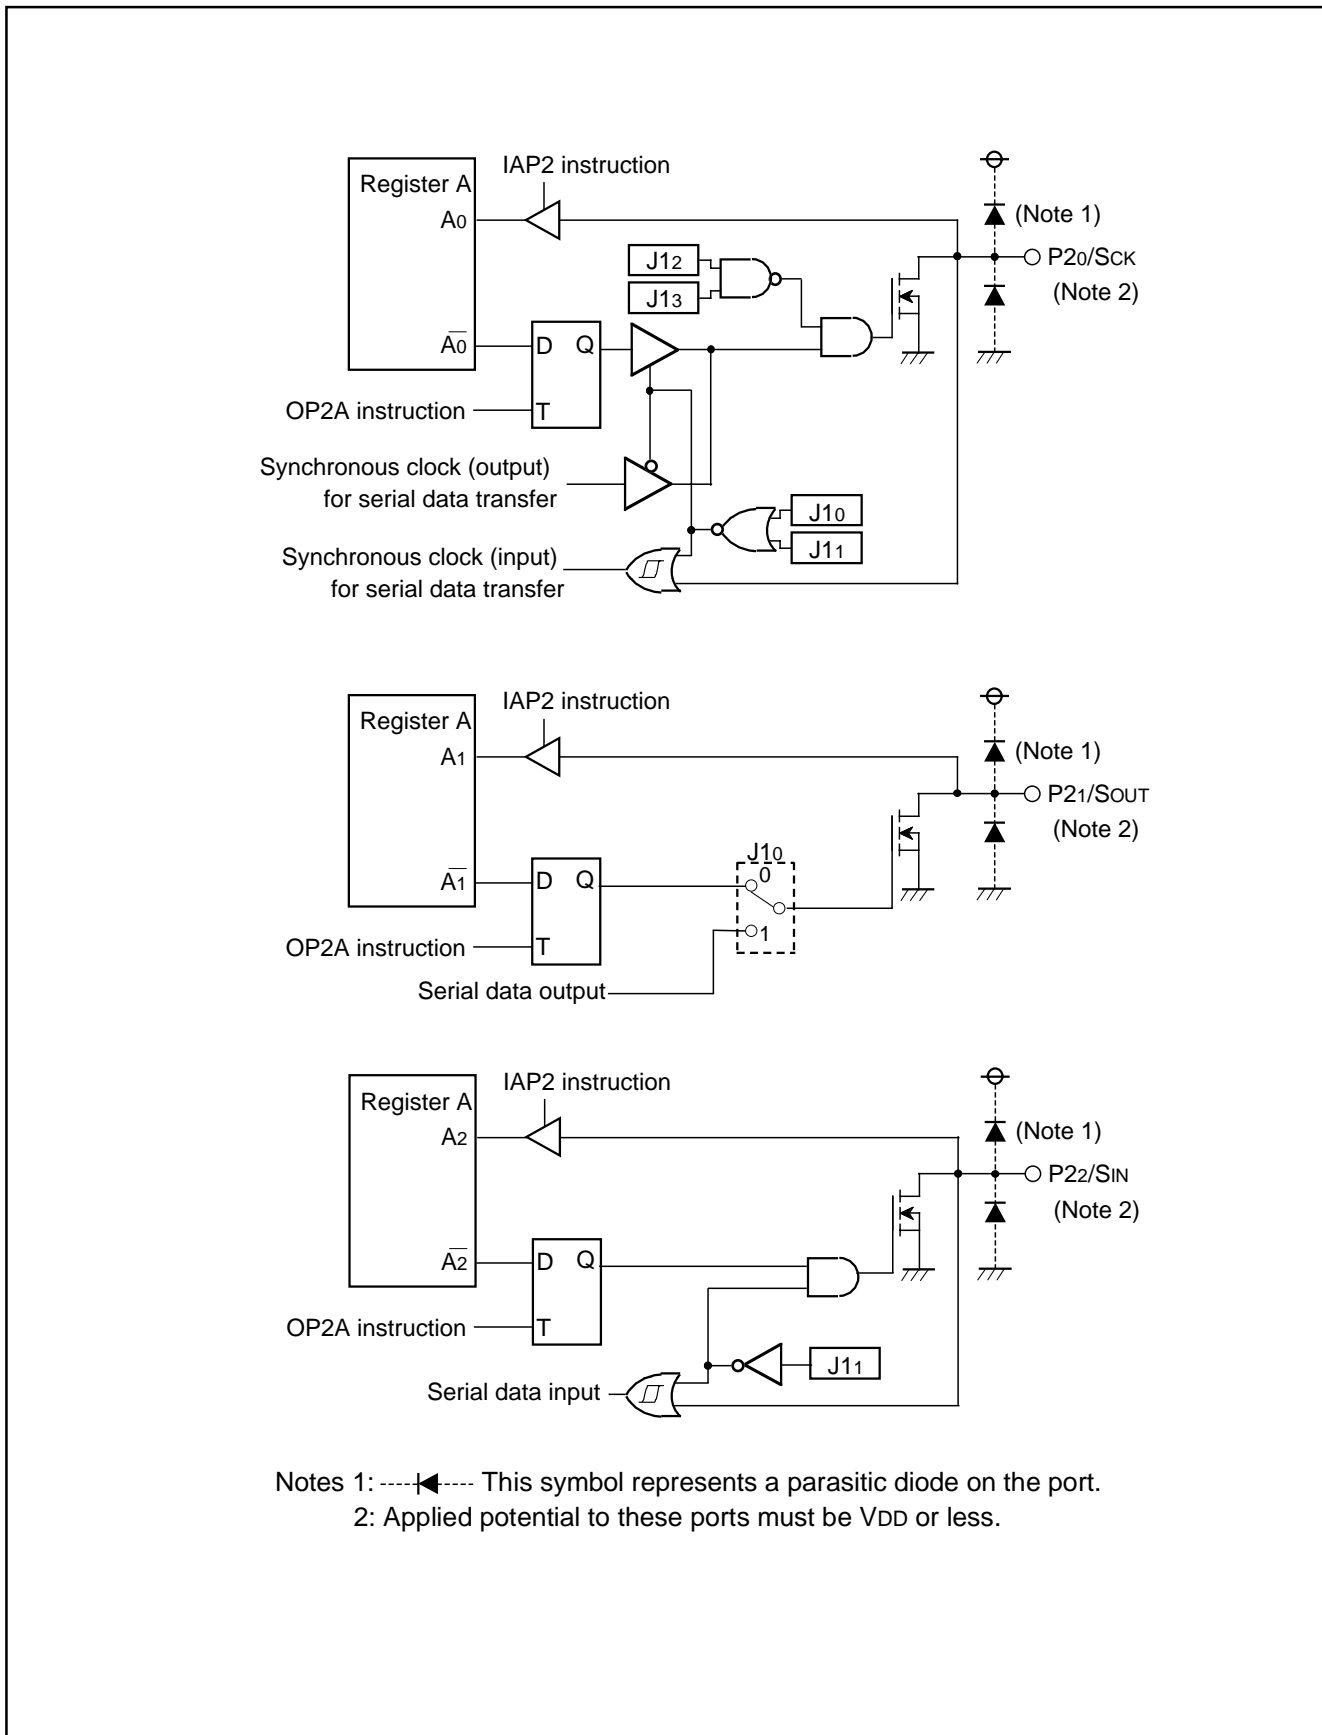 IAP2 instruction
Register A
A0
(Note 1)
P20/SCK
(Note 2)
J12
J13
A̅0̅
D Q
T
OP2A instruction
Synchronous clock (output)
for serial data transfer
J10
J11
Synchronous clock (input)
for serial data transfer
IAP2 instruction
Register A
A1
(Note 1)
P21/SOUT
(Note 2)
J10
0
A̅1̅
D Q
T
1
OP2A instruction
Serial data output
IAP2 instruction
Register A
A2
(Note 1)
P22/SIN
(Note 2)
A̅2̅
D Q
T
OP2A instruction
J11
Serial data input
Notes 1: This symbol represents a parasitic diode on the port.
2: Applied potential to these ports must be VDD or less.